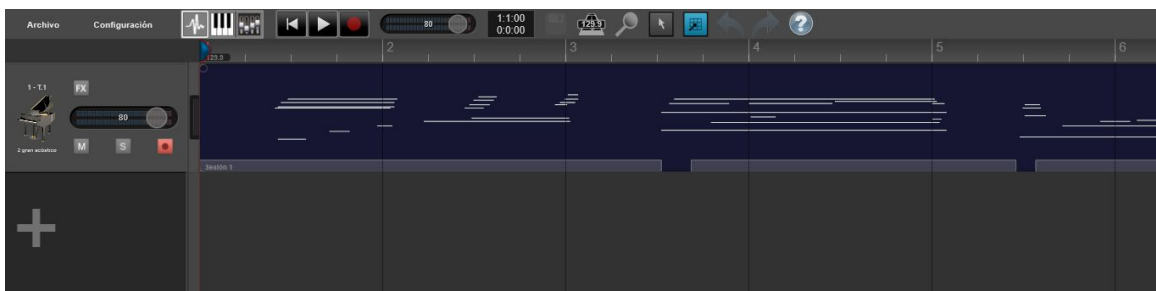 Archivo Configuración 80 1:1:00 129.9 ?
0:0:00
2 3 4 5 6
129.9
1 - T.1 FX
80
M S
2 gran acústico
Sesión 1